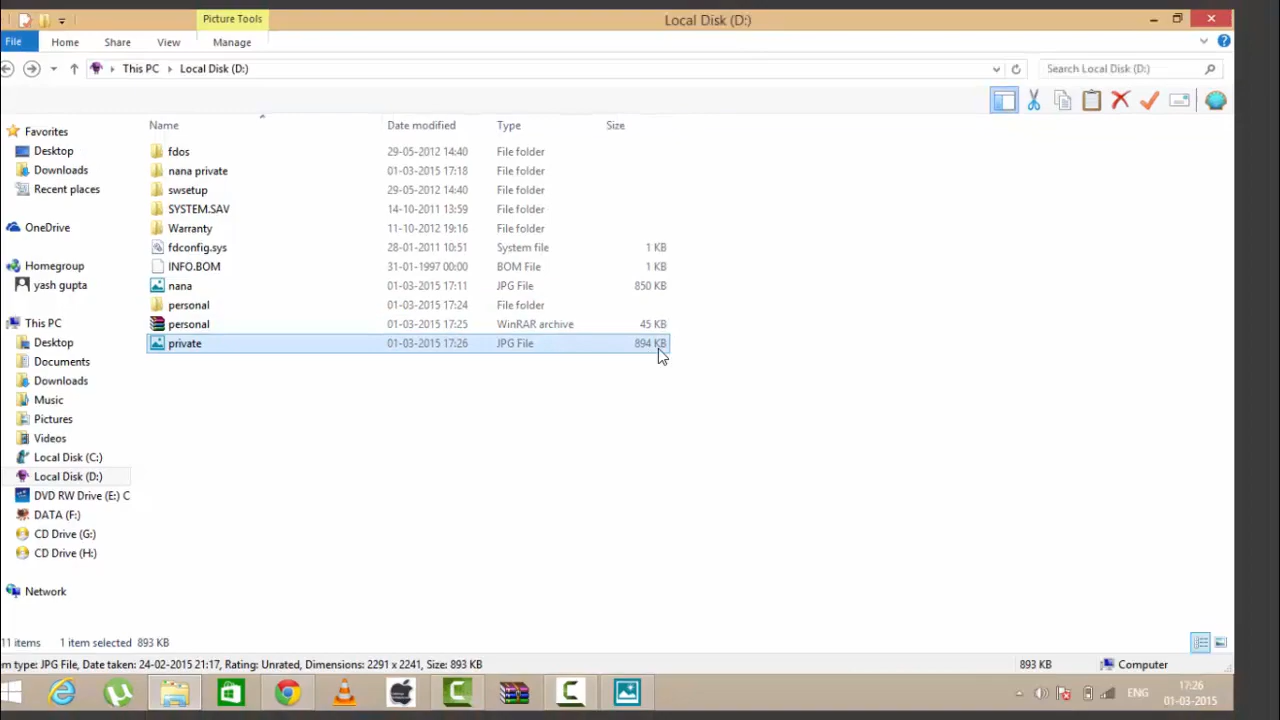 Picture Tools
Local Disk (D:)
File Home Share View Manage
This PC Local Disk (D:)
Search Local Disk (D:)
Name Date modified Type Size
Favorites
Desktop
Downloads
Recent places
OneDrive
Homegroup
yash gupta
This PC
Desktop
Documents
Downloads
Music
Pictures
Videos
Local Disk (C:)
Local Disk (D:)
DVD RW Drive (E:) C
DATA (F:)
CD Drive (G:)
CD Drive (H:)
Network
fdos 29-05-2012 14:40 File folder
nana private 01-03-2015 17:18 File folder
swsetup 29-05-2012 14:40 File folder
SYSTEM.SAV 14-10-2011 13:59 File folder
Warranty 11-10-2012 19:16 File folder
fdconfig.sys 28-01-2011 10:51 System file 1 KB
INFO.BOM 31-01-1997 00:00 BOM File 1 KB
nana 01-03-2015 17:11 JPG File 850 KB
personal 01-03-2015 17:24 File folder
personal 01-03-2015 17:25 WinRAR archive 45 KB
private 01-03-2015 17:26 JPG File 894 KB
11 items 1 item selected 893 KB
m type: JPG File, Date taken: 24-02-2015 21:17, Rating: Unrated, Dimensions: 2291 x 2241, Size: 893 KB
893 KB Computer
ENG
17:26
01-03-2015